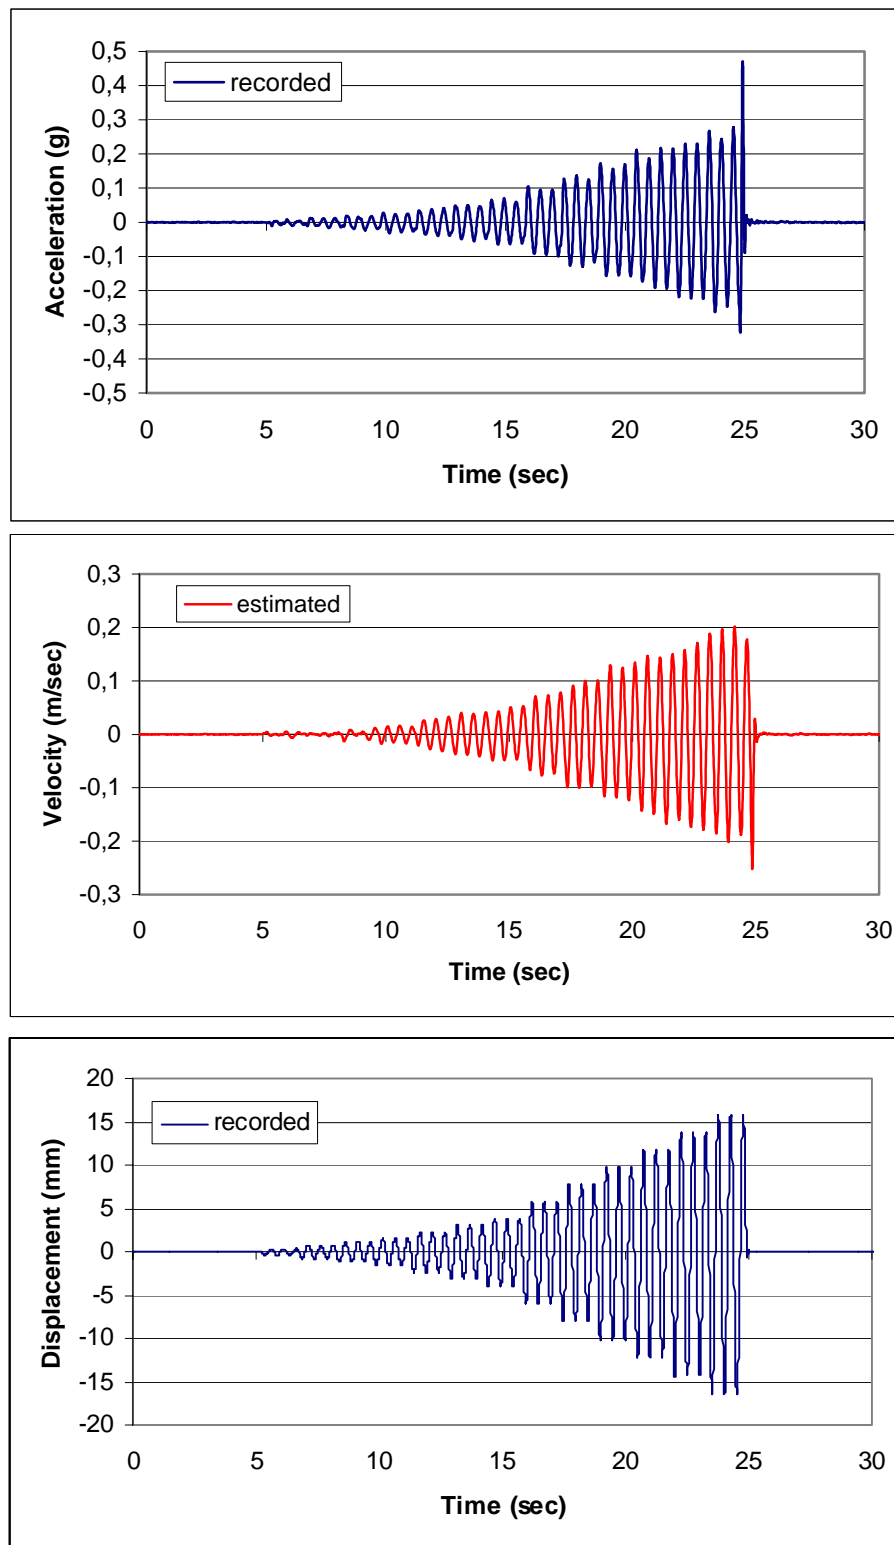 0,5
0,4
0,3
0,2
0,1
0
-0,1
-0,2
-0,3
-0,4
-0,5
Acceleration (g)
recorded
0 5 10 15 20 25 30
Time (sec)
0,3
0,2
0,1
0
-0,1
-0,2
-0,3
Velocity (m/sec)
estimated
0 5 10 15 20 25 30
Time (sec)
20
15
10
5
0
-5
-10
-15
-20
Displacement (mm)
recorded
0 5 10 15 20 25 30
Time (sec)